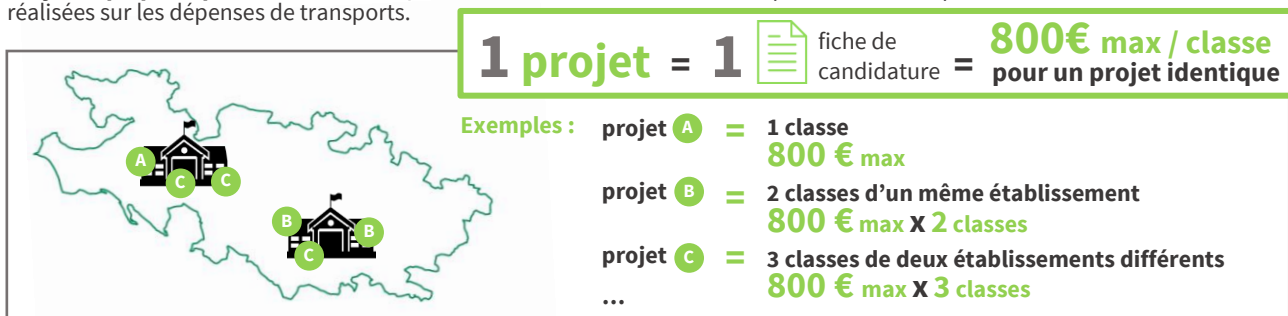 réalisées sur les dépenses de transports.
1 projet = 1 fiche de candidature = 800€ max / classe pour un projet identique
Exemples :
projet A = 1 classe
800 € max
projet B = 2 classes d'un même établissement
800 € max x 2 classes
projet C = 3 classes de deux établissements différents
800 € max x 3 classes
...
A
C
C
B
B
C